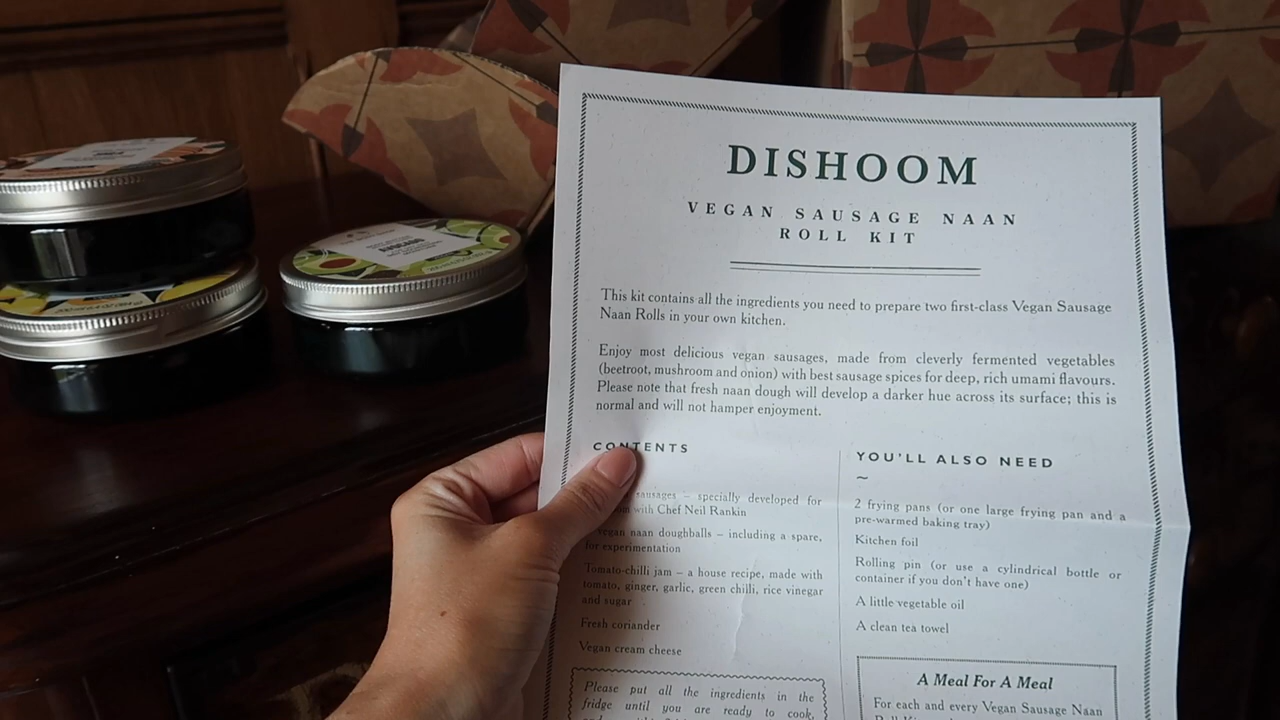 DISHOOM
VEGAN SAUSAGE NAAN
ROLL KIT
This kit contains all the ingredients you need to prepare two first-class Vegan Sausage
Naan Rolls in your own kitchen.
Enjoy most delicious vegan sausages, made from cleverly fermented vegetables
(beetroot, mushroom and onion) with best sausage spices for deep, rich umami flavours.
Please note that fresh naan dough will develop a darker hue across its surface; this is
normal and will not hamper enjoyment.
CONTENTS
sausages – specially developed for
with Chef Neil Rankin
vegan naan doughballs – including a spare,
for experimentation
Tomato-chilli jam – a house recipe, made with
tomato, ginger, garlic, green chilli, rice vinegar
and sugar
Fresh coriander
Vegan cream cheese
Please put all the ingredients in the
fridge until you are ready to cook,
YOU'LL ALSO NEED
~
2 frying pans (or one large frying pan and a
pre-warmed baking tray)
Kitchen foil
Rolling pin (or use a cylindrical bottle or
container if you don't have one)
A little vegetable oil
A clean tea towel
A Meal For A Meal
For each and every Vegan Sausage Naan
AVOCADO